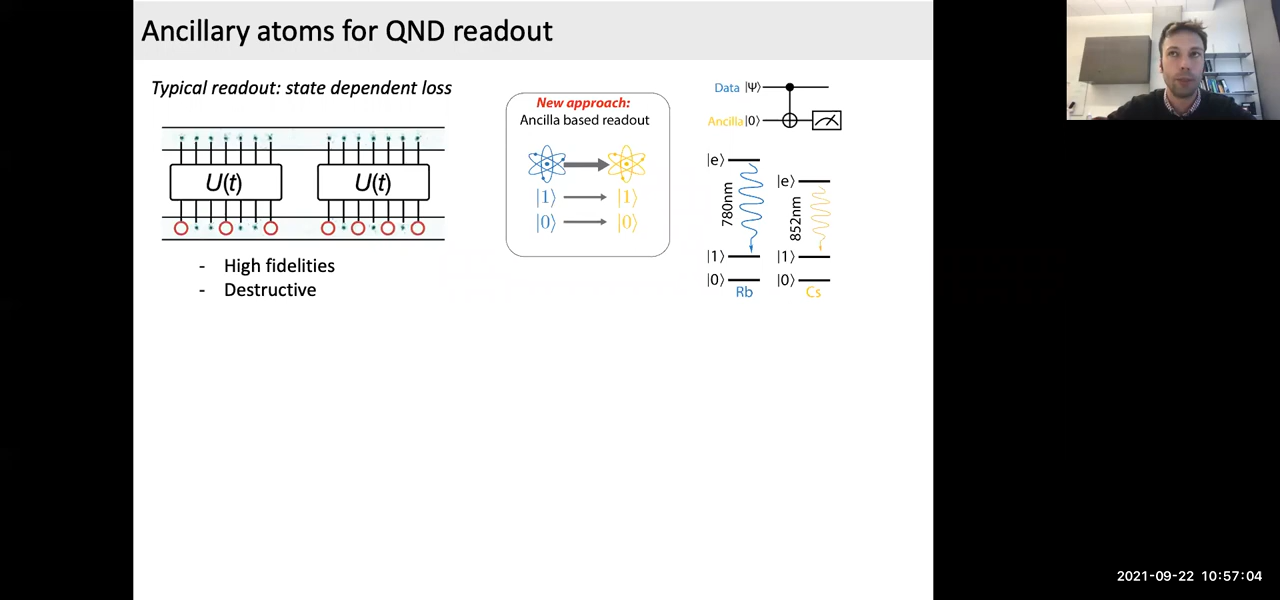 Ancillary atoms for QND readout
Typical readout: state dependent loss
U(t)
U(t)
- High fidelities
- Destructive
New approach:
Ancilla based readout
|1⟩ |1⟩
|0⟩ |0⟩
Data |Ψ⟩
Ancilla |0⟩
|e⟩
|e⟩
780nm
852nm
|1⟩ |1⟩
|0⟩ |0⟩
Rb Cs
2021-09-22 10:57:04